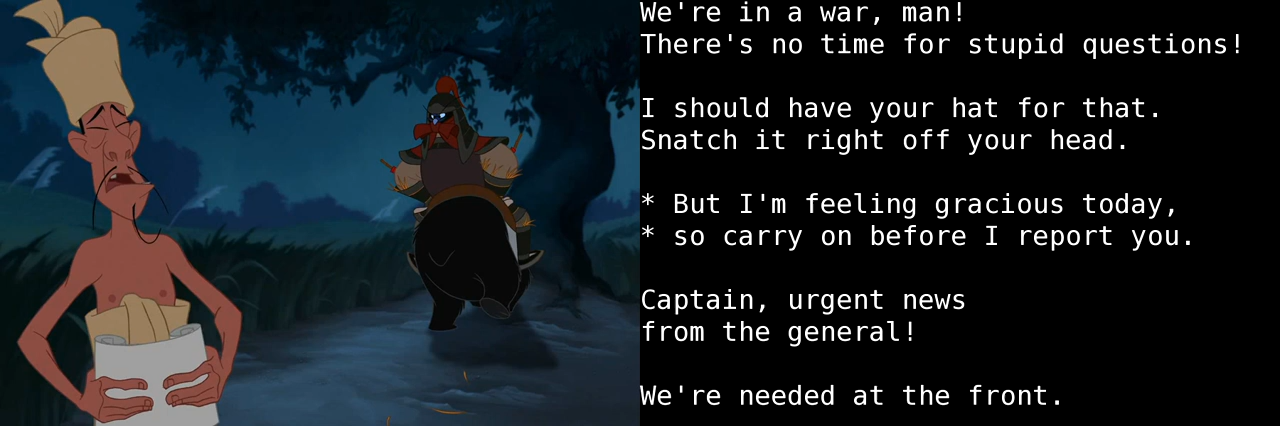 We're in a war, man!
There's no time for stupid questions!
I should have your hat for that.
Snatch it right off your head.
* But I'm feeling gracious today,
* so carry on before I report you.
Captain, urgent news
from the general!
We're needed at the front.